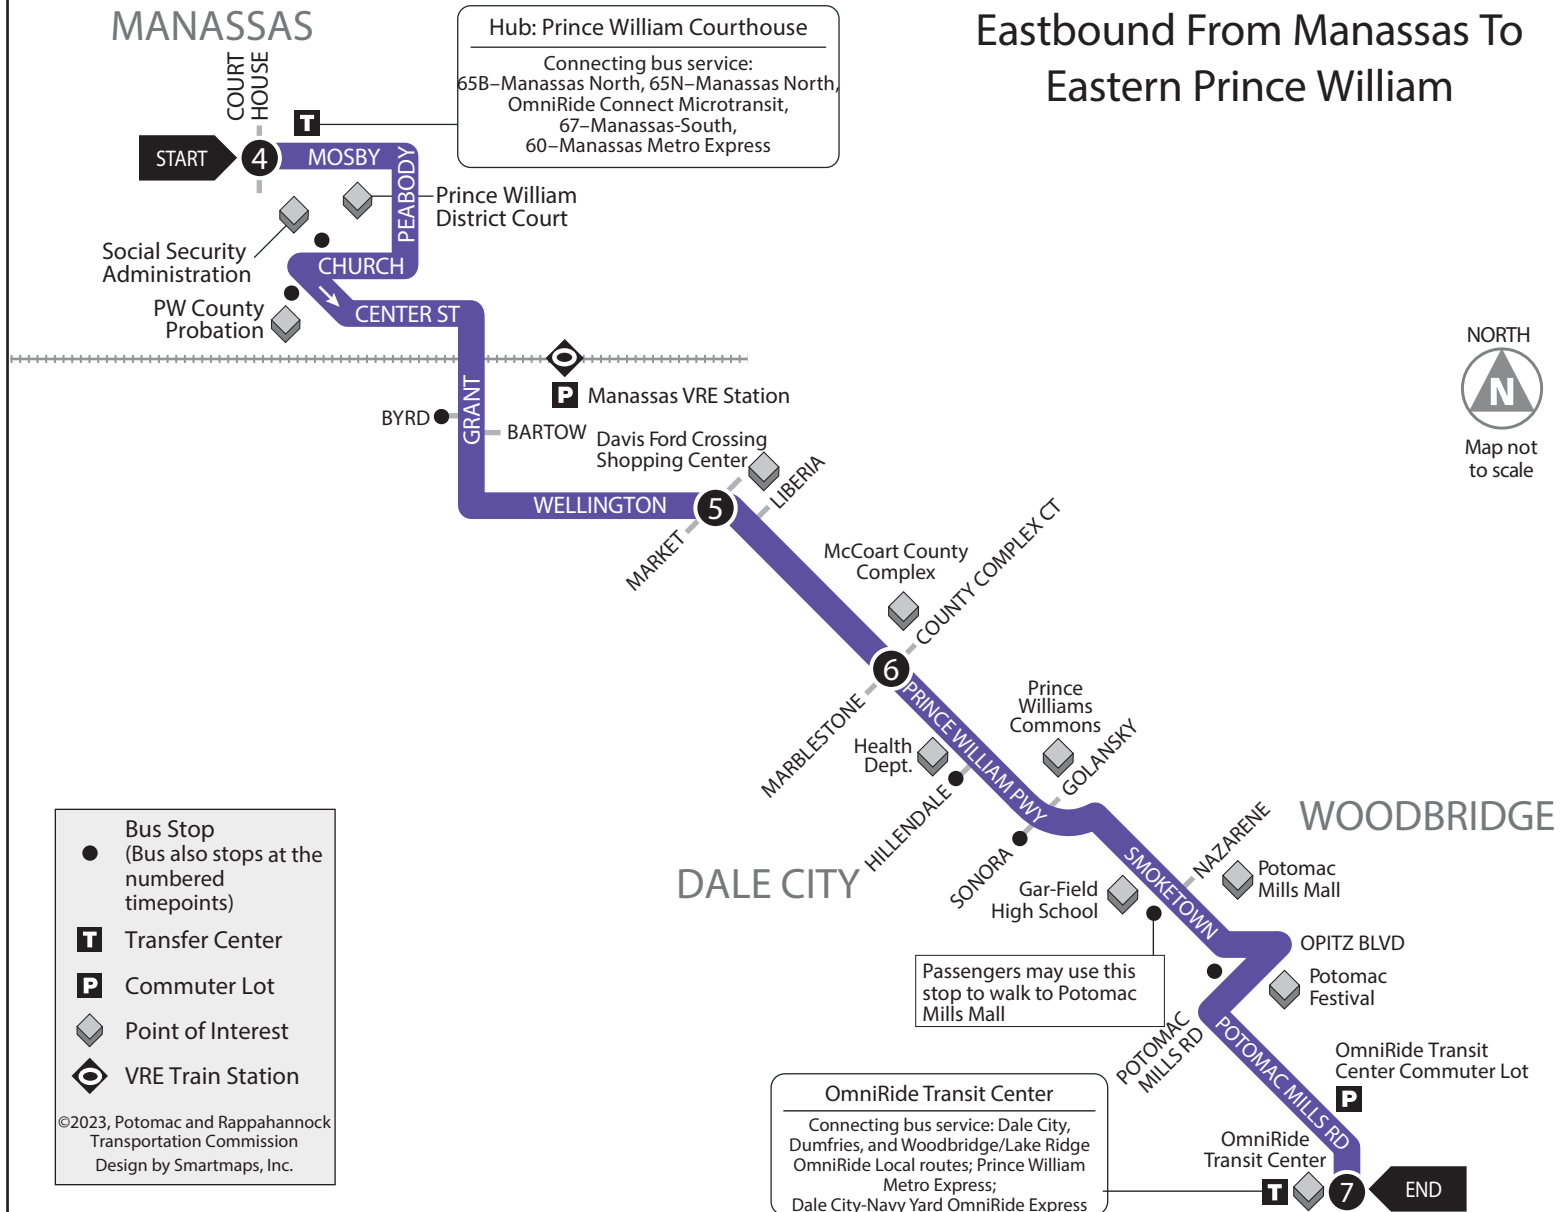 MANASSAS
Eastbound From Manassas To
Eastern Prince William
Hub: Prince William Courthouse
Connecting bus service:
65B–Manassas North, 65N–Manassas North,
OmniRide Connect Microtransit,
67–Manassas-South,
60–Manassas Metro Express
COURT
HOUSE
T
START
4
MOSBY
PEABODY
Prince William
District Court
Social Security
Administration
CHURCH
PW County
Probation
CENTER ST
NORTH
N
Map not
to scale
P
Manassas VRE Station
GRANT
BYRD
BARTOW
Davis Ford Crossing
Shopping Center
LIBERIA
WELLINGTON
5
MARKET
McCoart County
Complex
COUNTY COMPLEX CT
6
MARBLESTONE
PRINCE WILLIAM PWY
Prince
Williams
Commons
Health
Dept.
GOLANSKY
HILLENDALE
SONORA
DALE CITY
WOODBRIDGE
SMOKETOWN
NAZARENE
Potomac
Mills Mall
Gar-Field
High School
OPITZ BLVD
Passengers may use this
stop to walk to Potomac
Mills Mall
Potomac
Festival
POTOMAC
MILLS RD
POTOMAC MILLS RD
OmniRide Transit
Center Commuter Lot
P
OmniRide
Transit Center
T
7
END
OmniRide Transit Center
Connecting bus service: Dale City,
Dumfries, and Woodbridge/Lake Ridge
OmniRide Local routes; Prince William
Metro Express;
Dale City-Navy Yard OmniRide Express
Bus Stop
(Bus also stops at the
numbered
timepoints)
T Transfer Center
P Commuter Lot
Point of Interest
VRE Train Station
©2023, Potomac and Rappahannock
Transportation Commission
Design by Smartmaps, Inc.